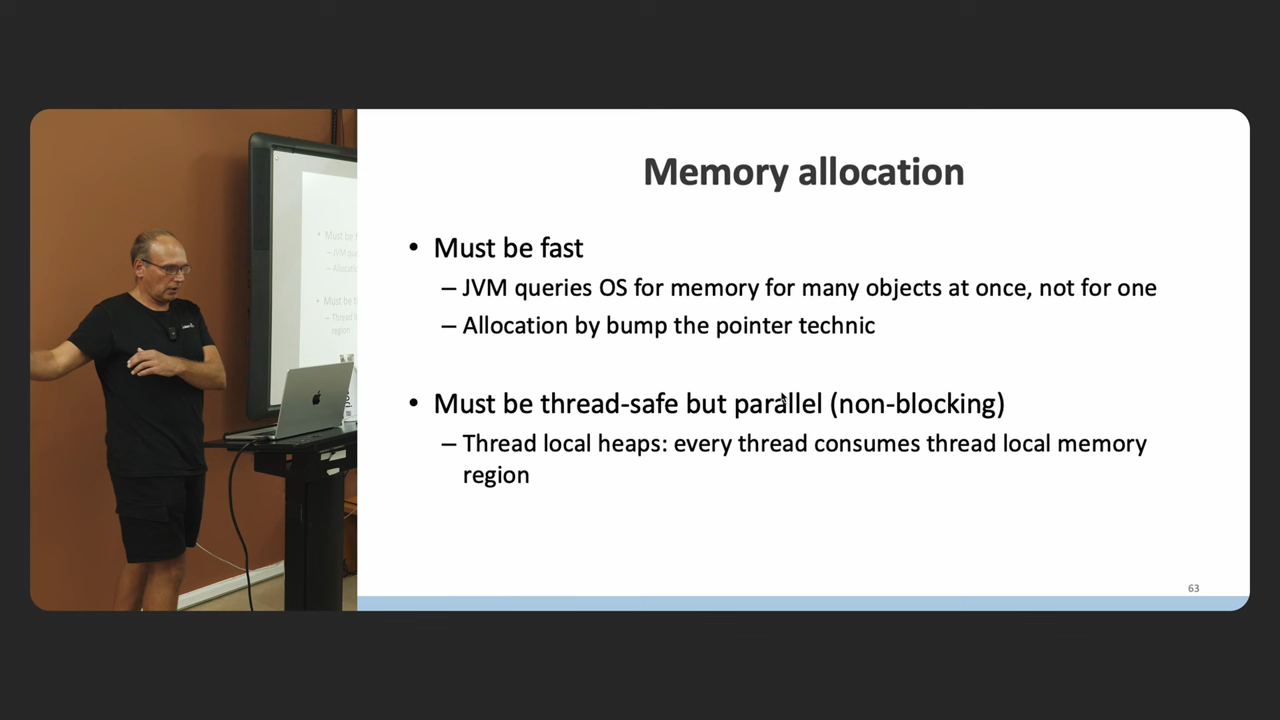 Memory allocation
• Must be fast
– JVM queries OS for memory for many objects at once, not for one
– Allocation by bump the pointer technic
• Must be thread-safe but parallel (non-blocking)
– Thread local heaps: every thread consumes thread local memory
region
63